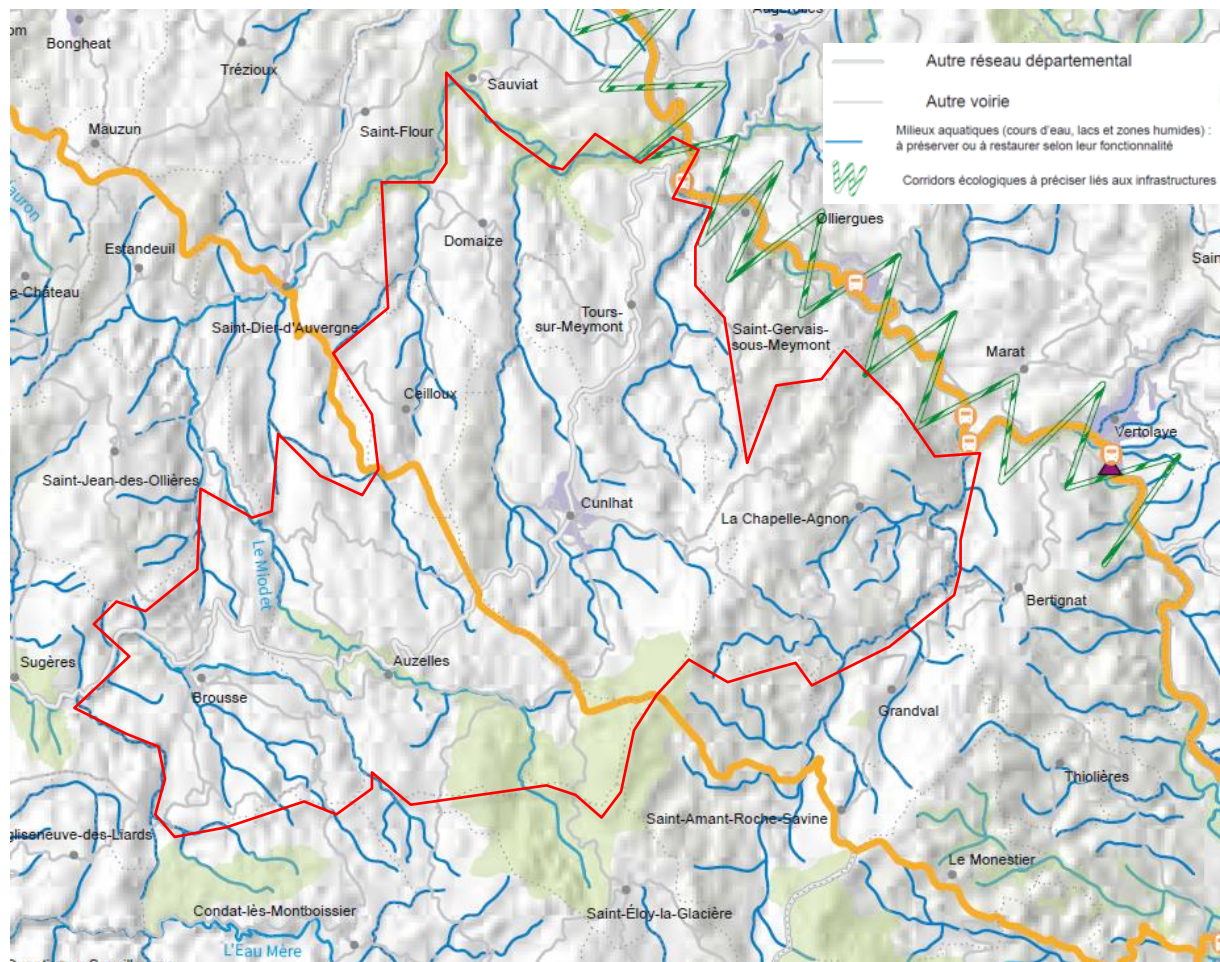 Bongheat
Trézioux
Sauviat
Saint-Flour
Mauzun
Autre réseau départemental
Autre voirie
Milieux aquatiques (cours d'eau, lacs et zones humides) :
à préserver ou à restaurer selon leur fonctionnalité
Corridors écologiques à préciser liés aux infrastructures
Olliergues
Domaize
Estandeuil
e-Château
Tours-
sur-Meymont
Saint-Dier-d'Auvergne
Saint-Gervais-
sous-Meymont
Marat
Ceilloux
Vertolaye
Saint-Jean-des-Ollières
Cunlhat
La Chapelle-Agnon
Le Miodet
Bertignat
Sugères
Auzelles
Brousse
Grandval
Thiolières
Saint-Amant-Roche-Savine
gliseneuve-des-Liards
Le Monestier
Condat-lès-Montboissier
Saint-Éloy-la-Glacière
L'Eau Mère